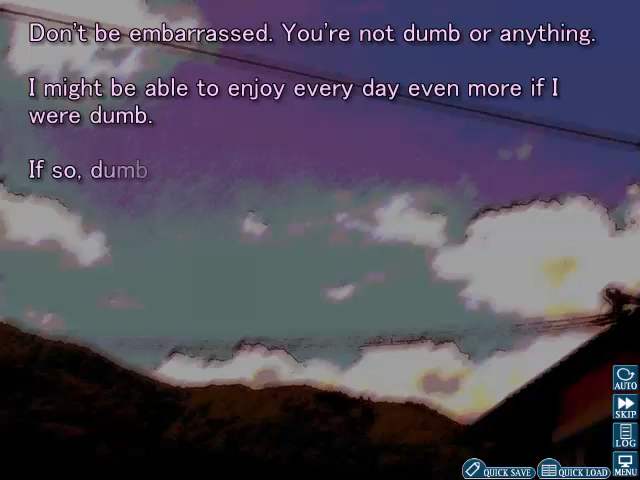 Don't be embarrassed. You're not dumb or anything.
I might be able to enjoy every day even more if I
were dumb.
If so, dumb
AUTO
SKIP
LOG
MENU
QUICK SAVE
QUICK LOAD